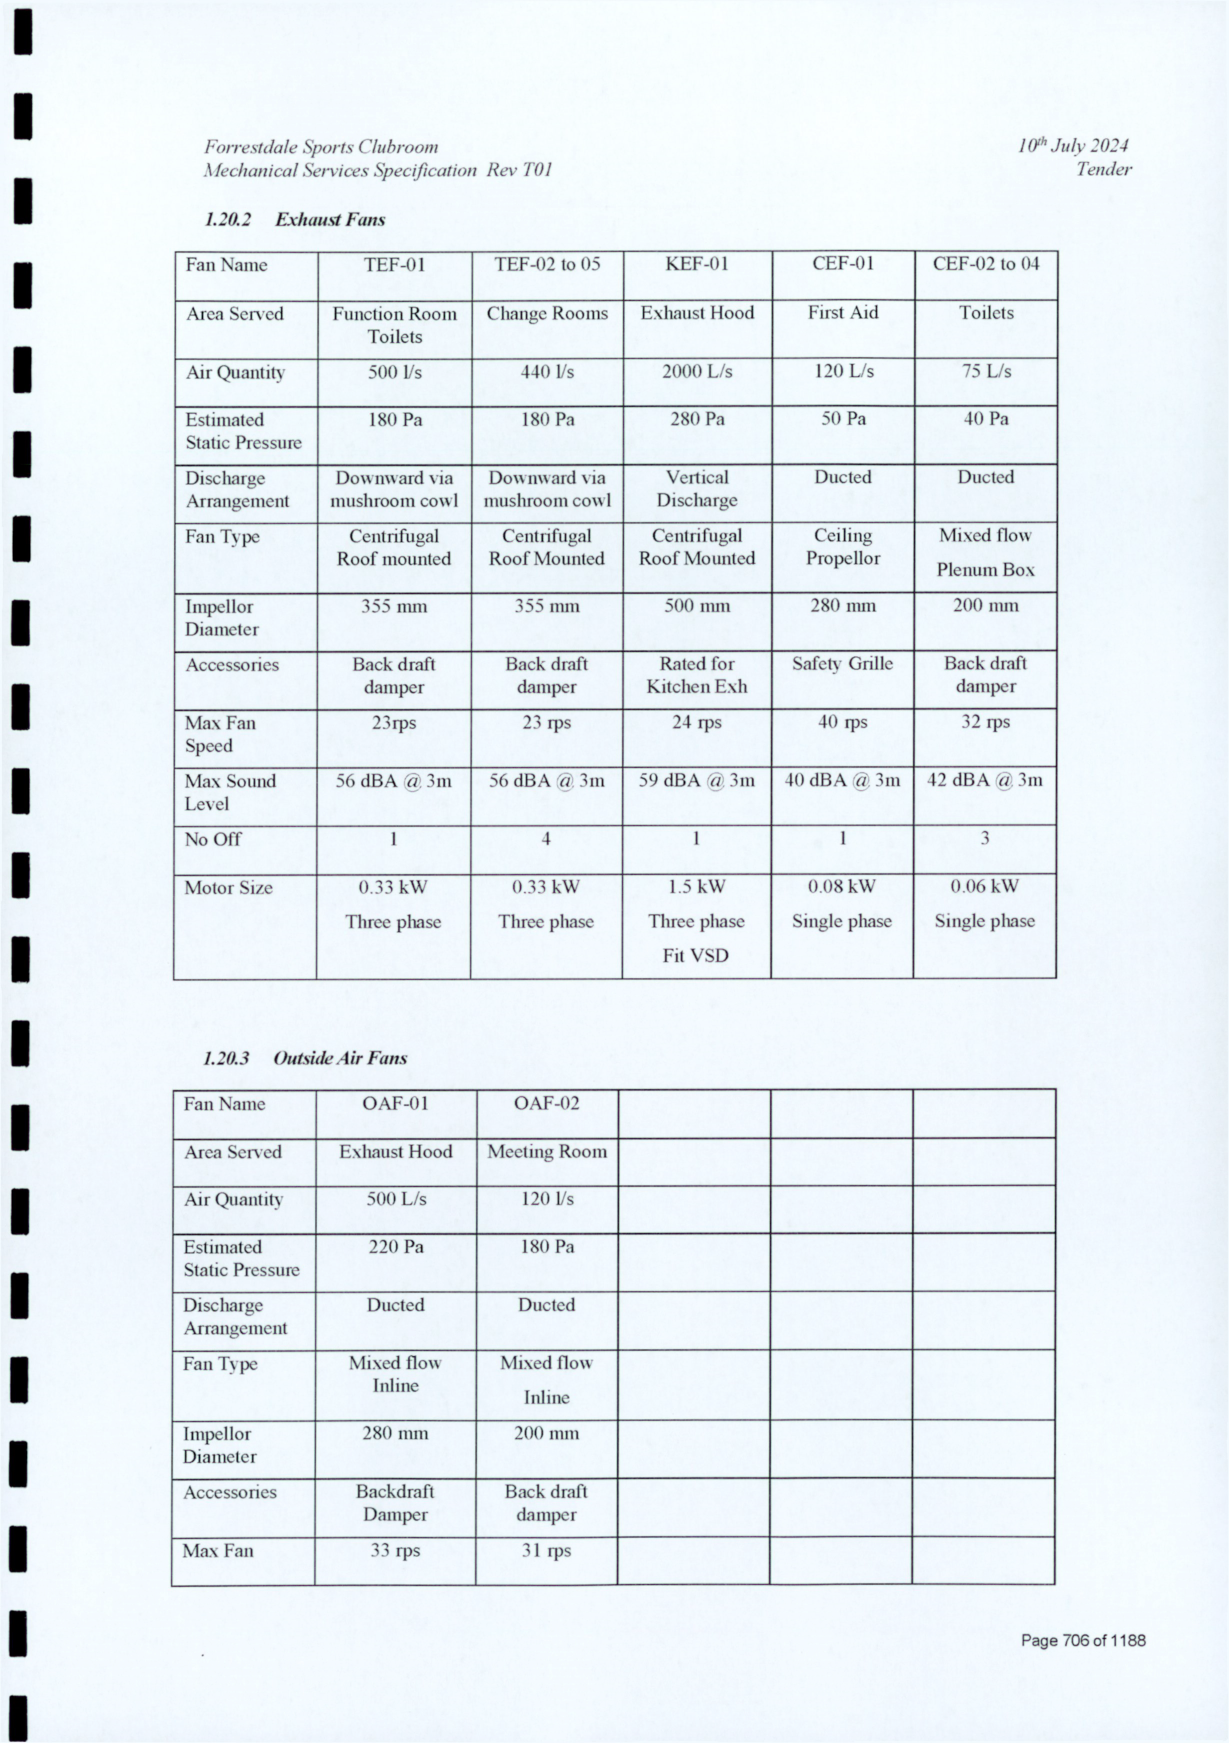 Forrestdale Sports Clubroom 10th July 2024
Mechanical Services Specification Rev T01 Tender
1.20.2 Exhaust Fans
Fan Name TEF-01 TEF-02 to 05 KEF-01 CEF-01 CEF-02 to 04
Area Served Function Room Change Rooms Exhaust Hood First Aid Toilets
Toilets
Air Quantity 500 l/s 440 l/s 2000 L/s 120 L/s 75 L/s
Estimated 180 Pa 180 Pa 280 Pa 50 Pa 40 Pa
Static Pressure
Discharge Downward via Downward via Vertical Ducted Ducted
Arrangement mushroom cowl mushroom cowl Discharge
Fan Type Centrifugal Centrifugal Centrifugal Ceiling Mixed flow
Roof mounted Roof Mounted Roof Mounted Propellor
Plenum Box
Impellor 355 mm 355 mm 500 mm 280 mm 200 mm
Diameter
Accessories Back draft Back draft Rated for Safety Grille Back draft
damper damper Kitchen Exh damper
Max Fan 23rps 23 rps 24 rps 40 rps 32 rps
Speed
Max Sound 56 dBA @ 3m 56 dBA @ 3m 59 dBA @ 3m 40 dBA @ 3m 42 dBA @ 3m
Level
No Off 1 4 1 1 3
Motor Size 0.33 kW 0.33 kW 1.5 kW 0.08 kW 0.06 kW
Three phase Three phase Three phase Single phase Single phase
Fit VSD
1.20.3 Outside Air Fans
Fan Name OAF-01 OAF-02
Area Served Exhaust Hood Meeting Room
Air Quantity 500 L/s 120 l/s
Estimated 220 Pa 180 Pa
Static Pressure
Discharge Ducted Ducted
Arrangement
Fan Type Mixed flow Mixed flow
Inline Inline
Impellor 280 mm 200 mm
Diameter
Accessories Backdraft Back draft
Damper damper
Max Fan 33 rps 31 rps
Page 706 of 1188